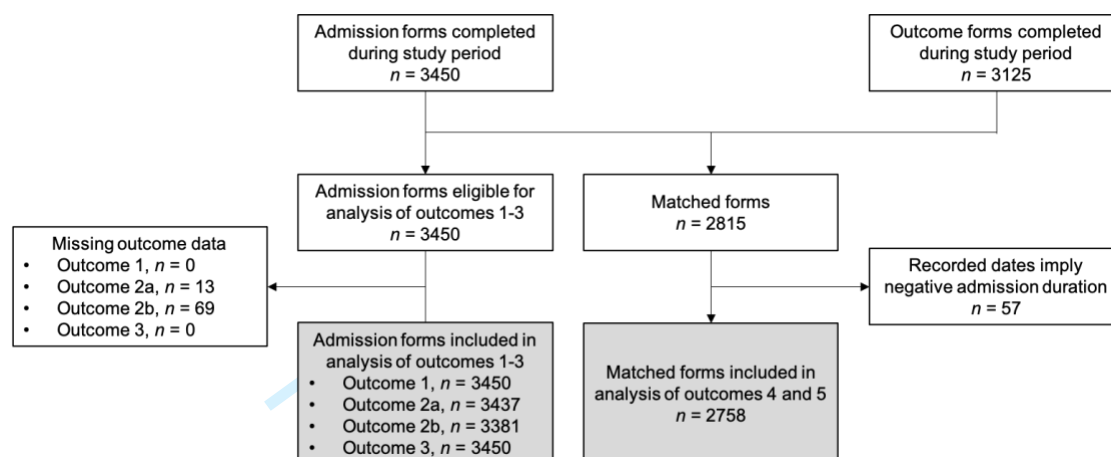 Admission forms completed
during study period
n = 3450
Outcome forms completed
during study period
n = 3125
Admission forms eligible for
analysis of outcomes 1-3
n = 3450
Matched forms
n = 2815
Missing outcome data
• Outcome 1, n = 0
• Outcome 2a, n = 13
• Outcome 2b, n = 69
• Outcome 3, n = 0
Recorded dates imply
negative admission duration
n = 57
Admission forms included in
analysis of outcomes 1-3
• Outcome 1, n = 3450
• Outcome 2a, n = 3437
• Outcome 2b, n = 3381
• Outcome 3, n = 3450
Matched forms included in
analysis of outcomes 4 and 5
n = 2758